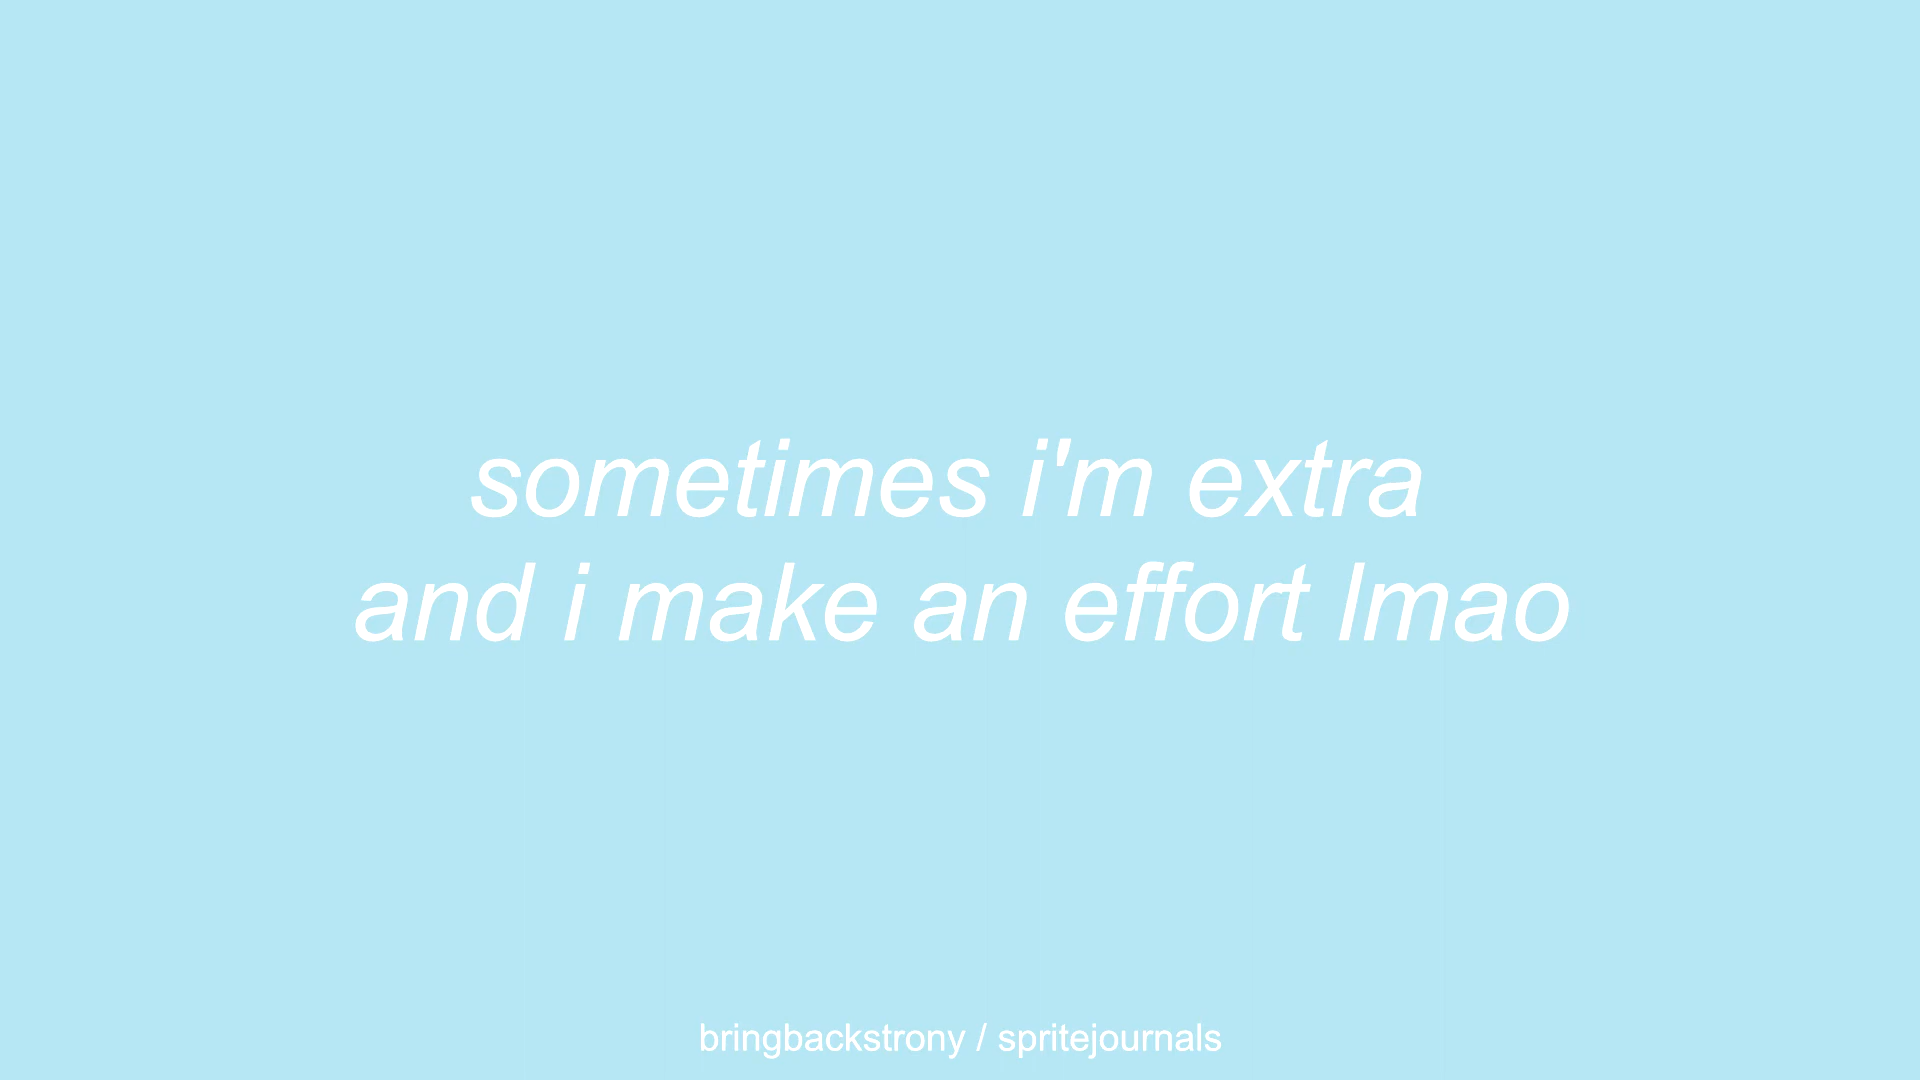 sometimes i'm extra
and i make an effort lmao
bringbackstrony / spritejournals